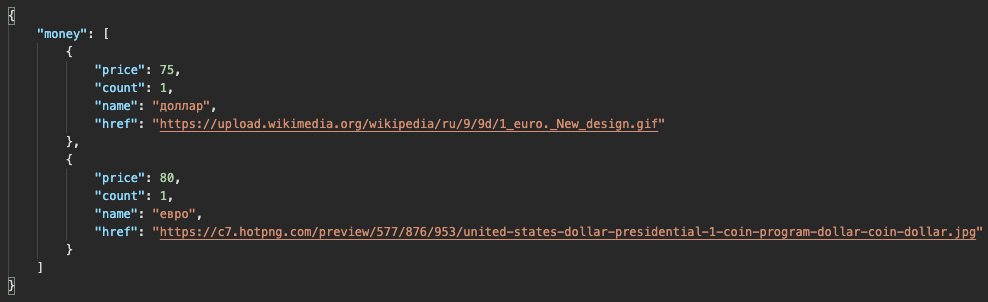 {
"money": [
{
"price": 75,
"count": 1,
"name": "доллар",
"href": "https://upload.wikimedia.org/wikipedia/ru/9/9d/1_euro._New_design.gif"
},
{
"price": 80,
"count": 1,
"name": "евро",
"href": "https://c7.hotpng.com/preview/577/876/953/united-states-dollar-presidential-1-coin-program-dollar-coin-dollar.jpg"
}
]
}